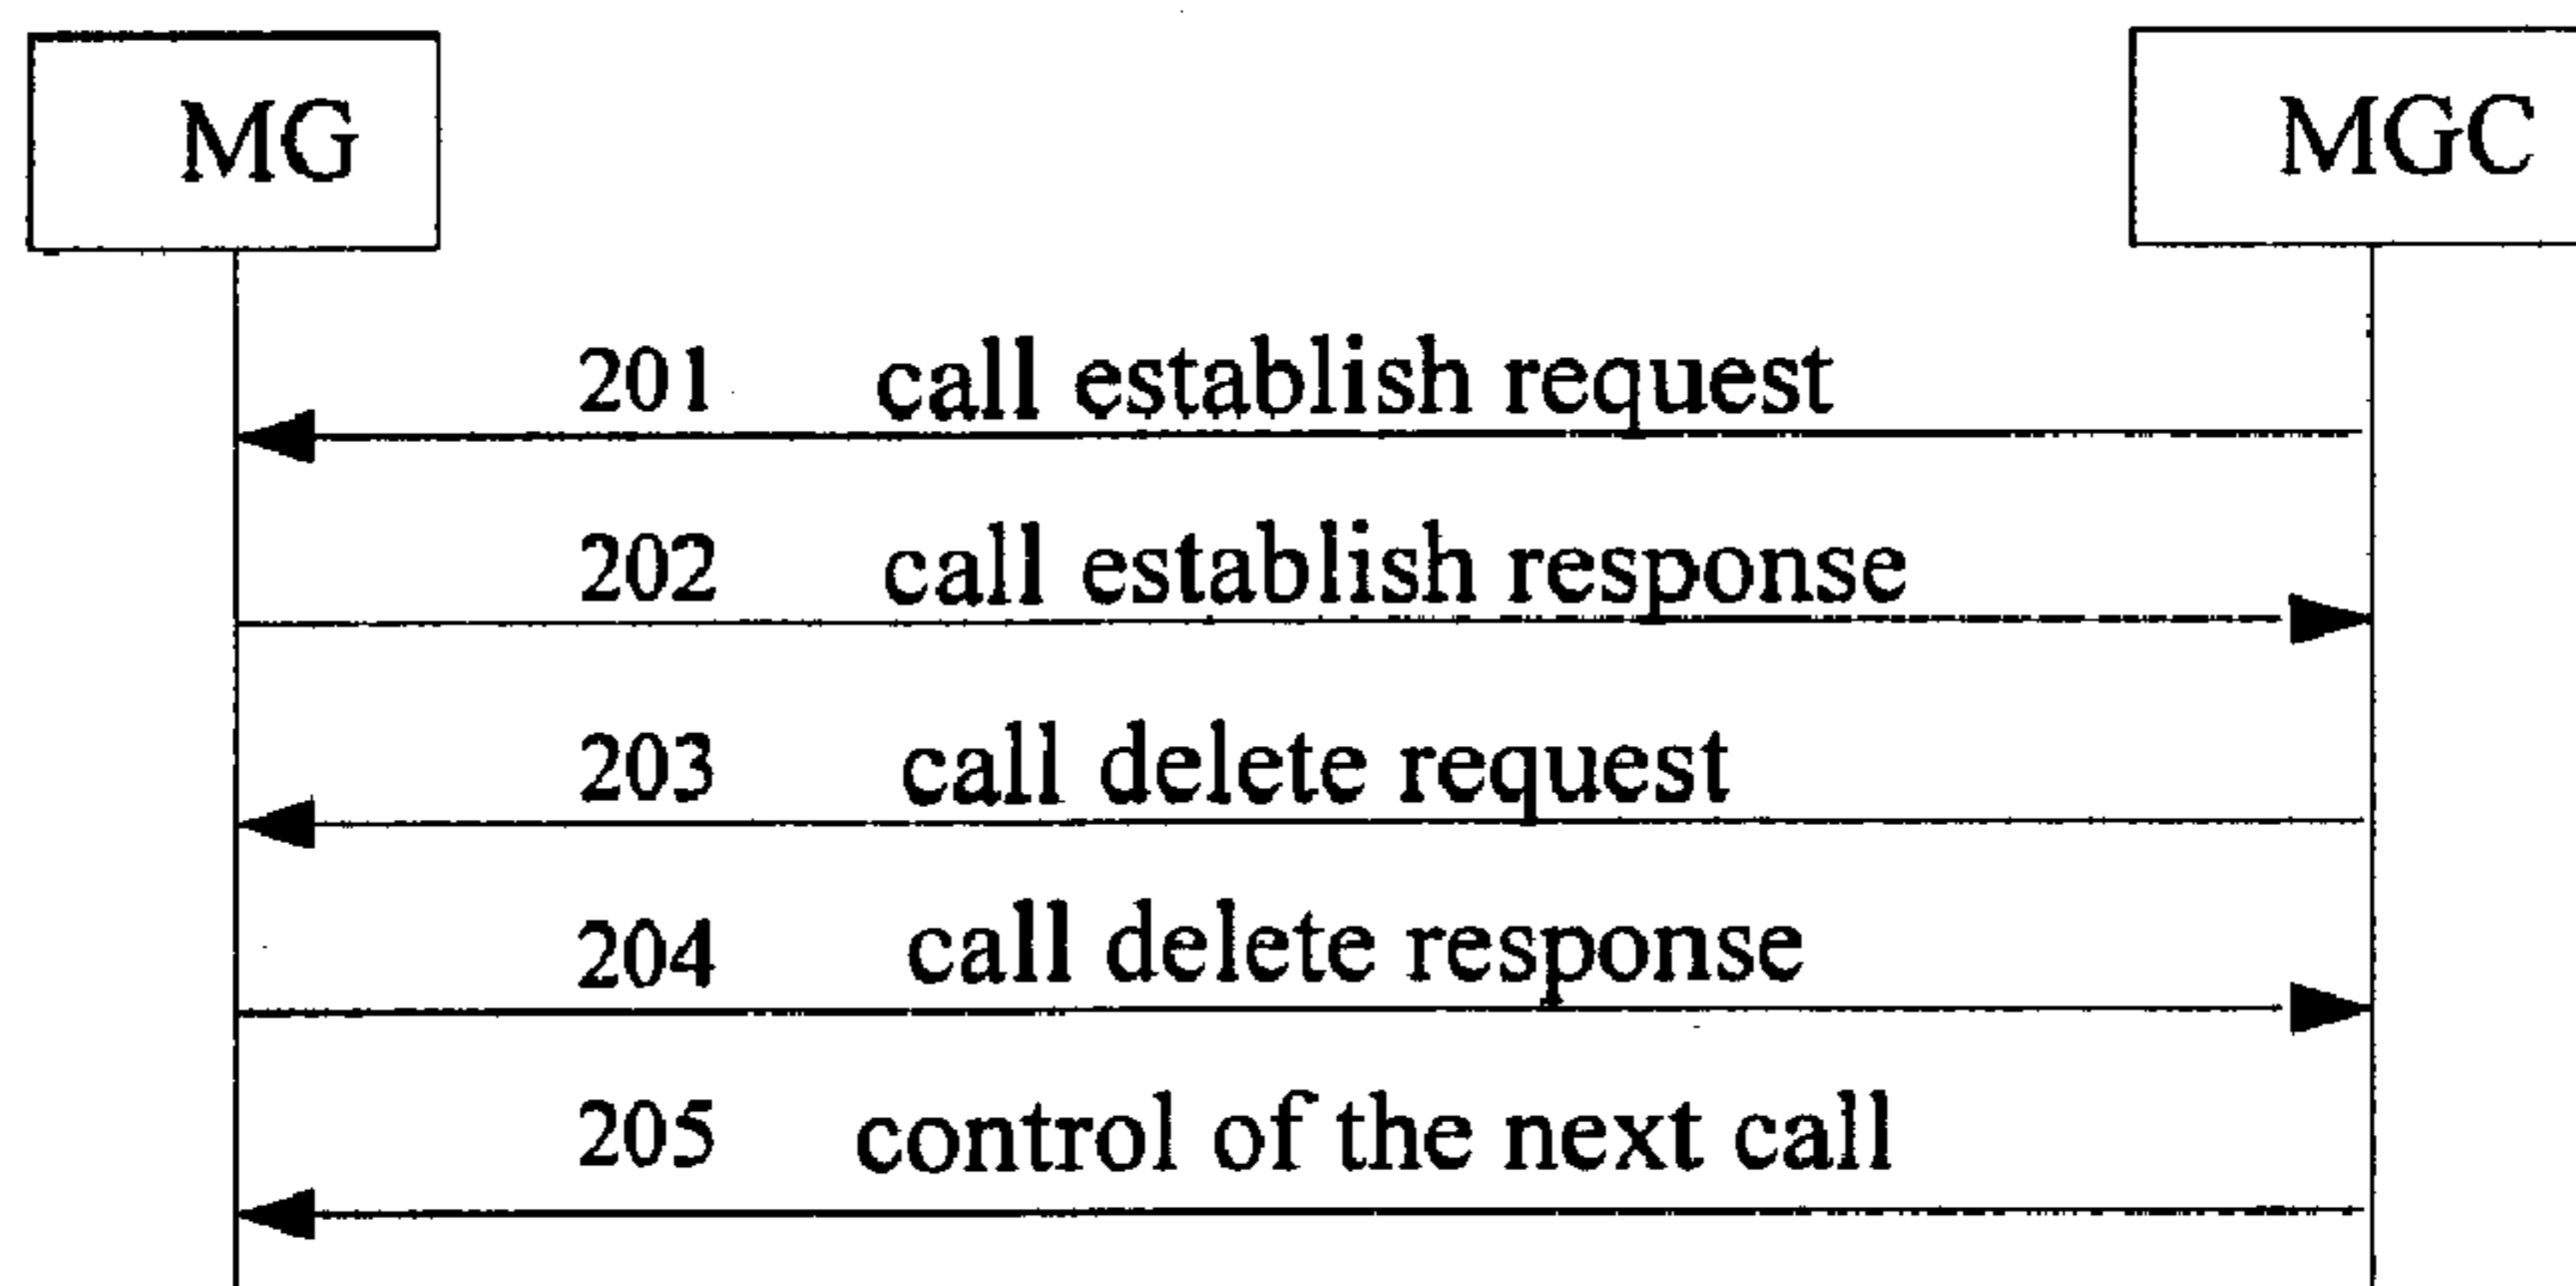 MG
MGC
201 call establish request
202 call establish response
203 call delete request
204 call delete response
205 control of the next call